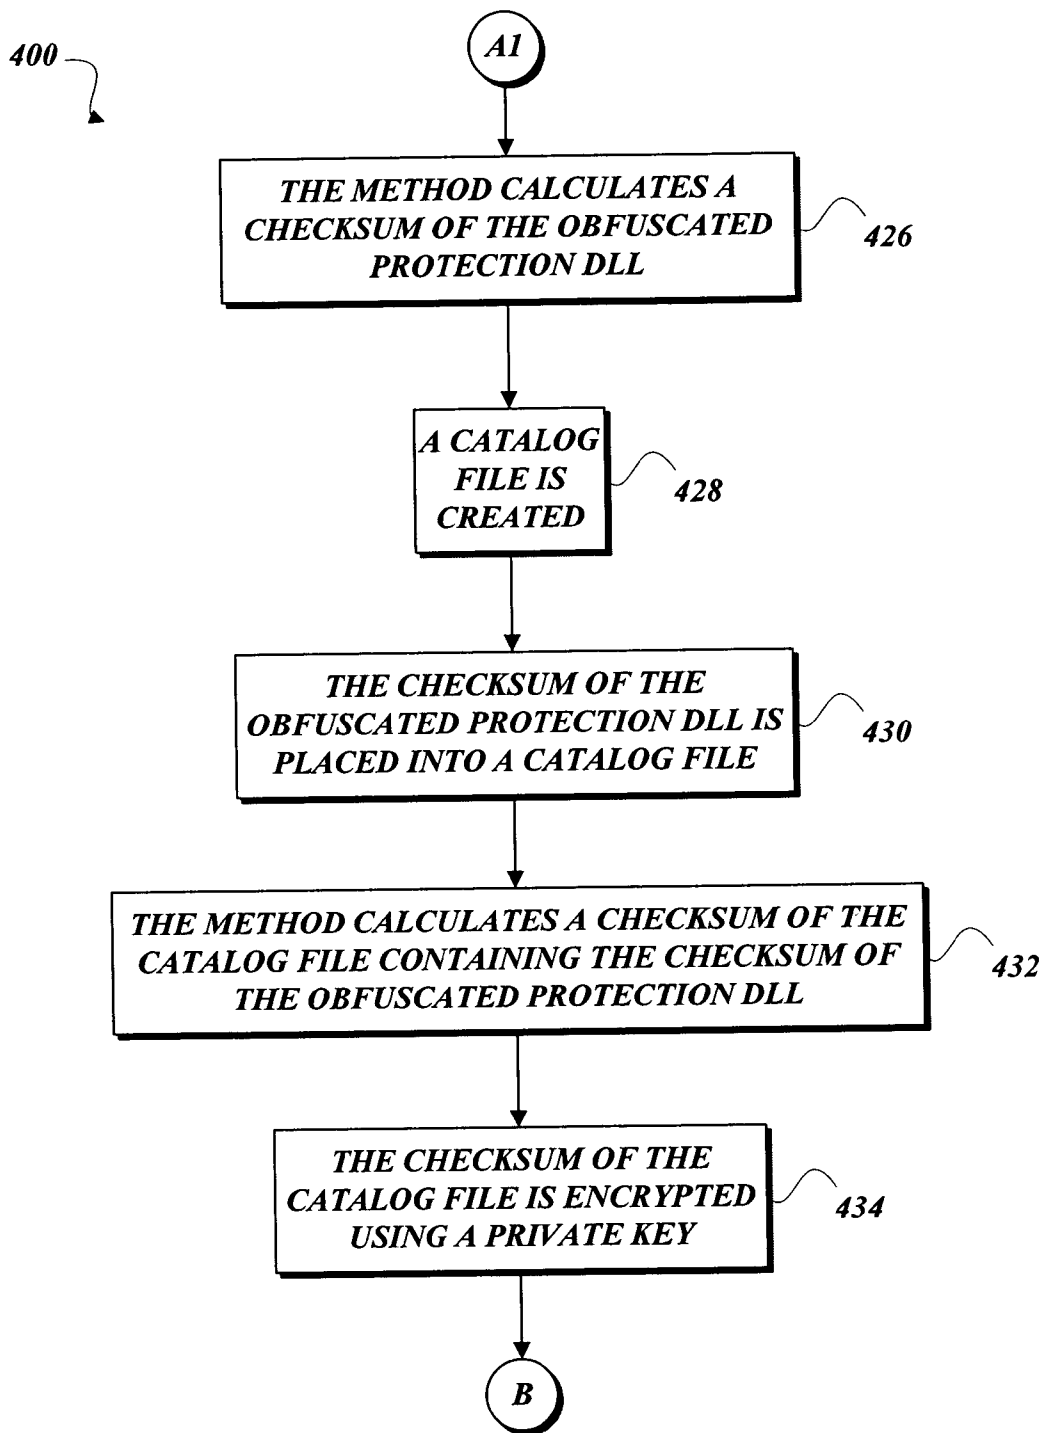 400
A1
THE METHOD CALCULATES A
CHECKSUM OF THE OBFUSCATED
PROTECTION DLL
426
A CATALOG
FILE IS
CREATED
428
THE CHECKSUM OF THE
OBFUSCATED PROTECTION DLL IS
PLACED INTO A CATALOG FILE
430
THE METHOD CALCULATES A CHECKSUM OF THE
CATALOG FILE CONTAINING THE CHECKSUM OF
THE OBFUSCATED PROTECTION DLL
432
THE CHECKSUM OF THE
CATALOG FILE IS ENCRYPTED
USING A PRIVATE KEY
434
B